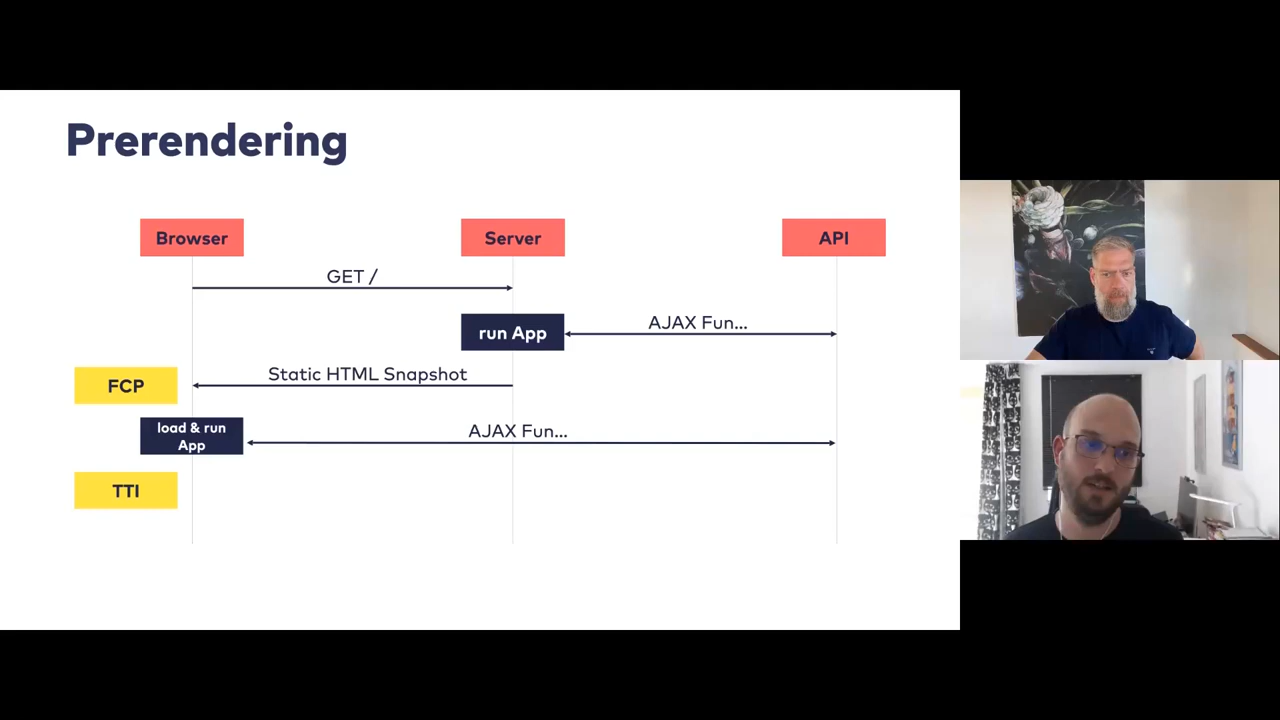 Prerendering
Browser
Server
API
GET /
run App
AJAX Fun...
FCP
Static HTML Snapshot
load & run
App
AJAX Fun...
TTI